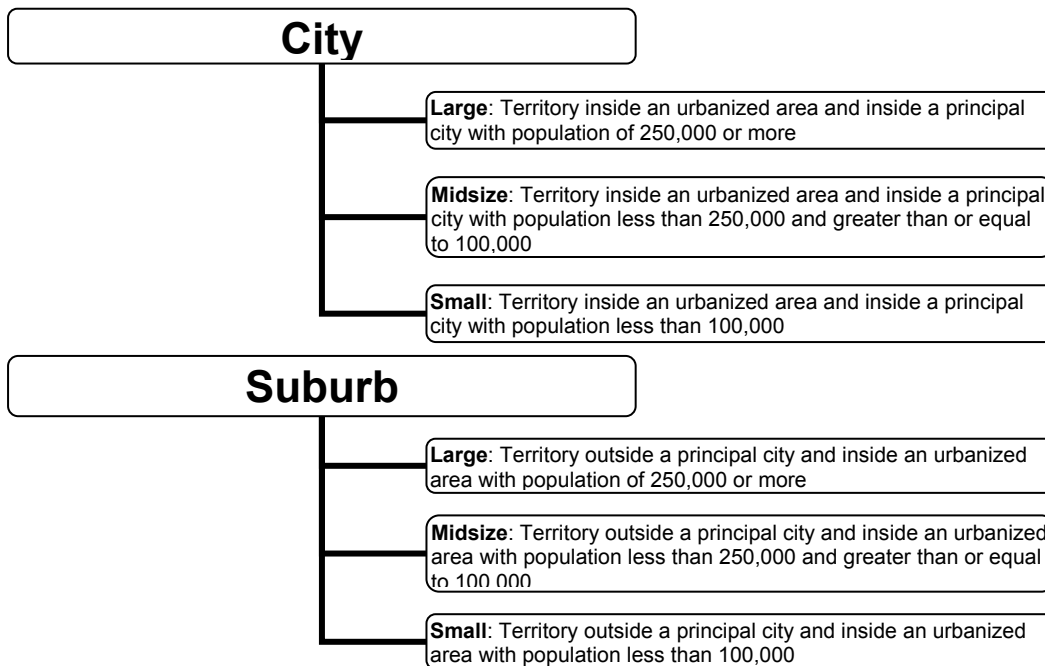 City
Large: Territory inside an urbanized area and inside a principal
city with population of 250,000 or more
Midsize: Territory inside an urbanized area and inside a principal
city with population less than 250,000 and greater than or equal
to 100,000
Small: Territory inside an urbanized area and inside a principal
city with population less than 100,000
Suburb
Large: Territory outside a principal city and inside an urbanized
area with population of 250,000 or more
Midsize: Territory outside a principal city and inside an urbanized
area with population less than 250,000 and greater than or equal
to 100,000
Small: Territory outside a principal city and inside an urbanized
area with population less than 100,000